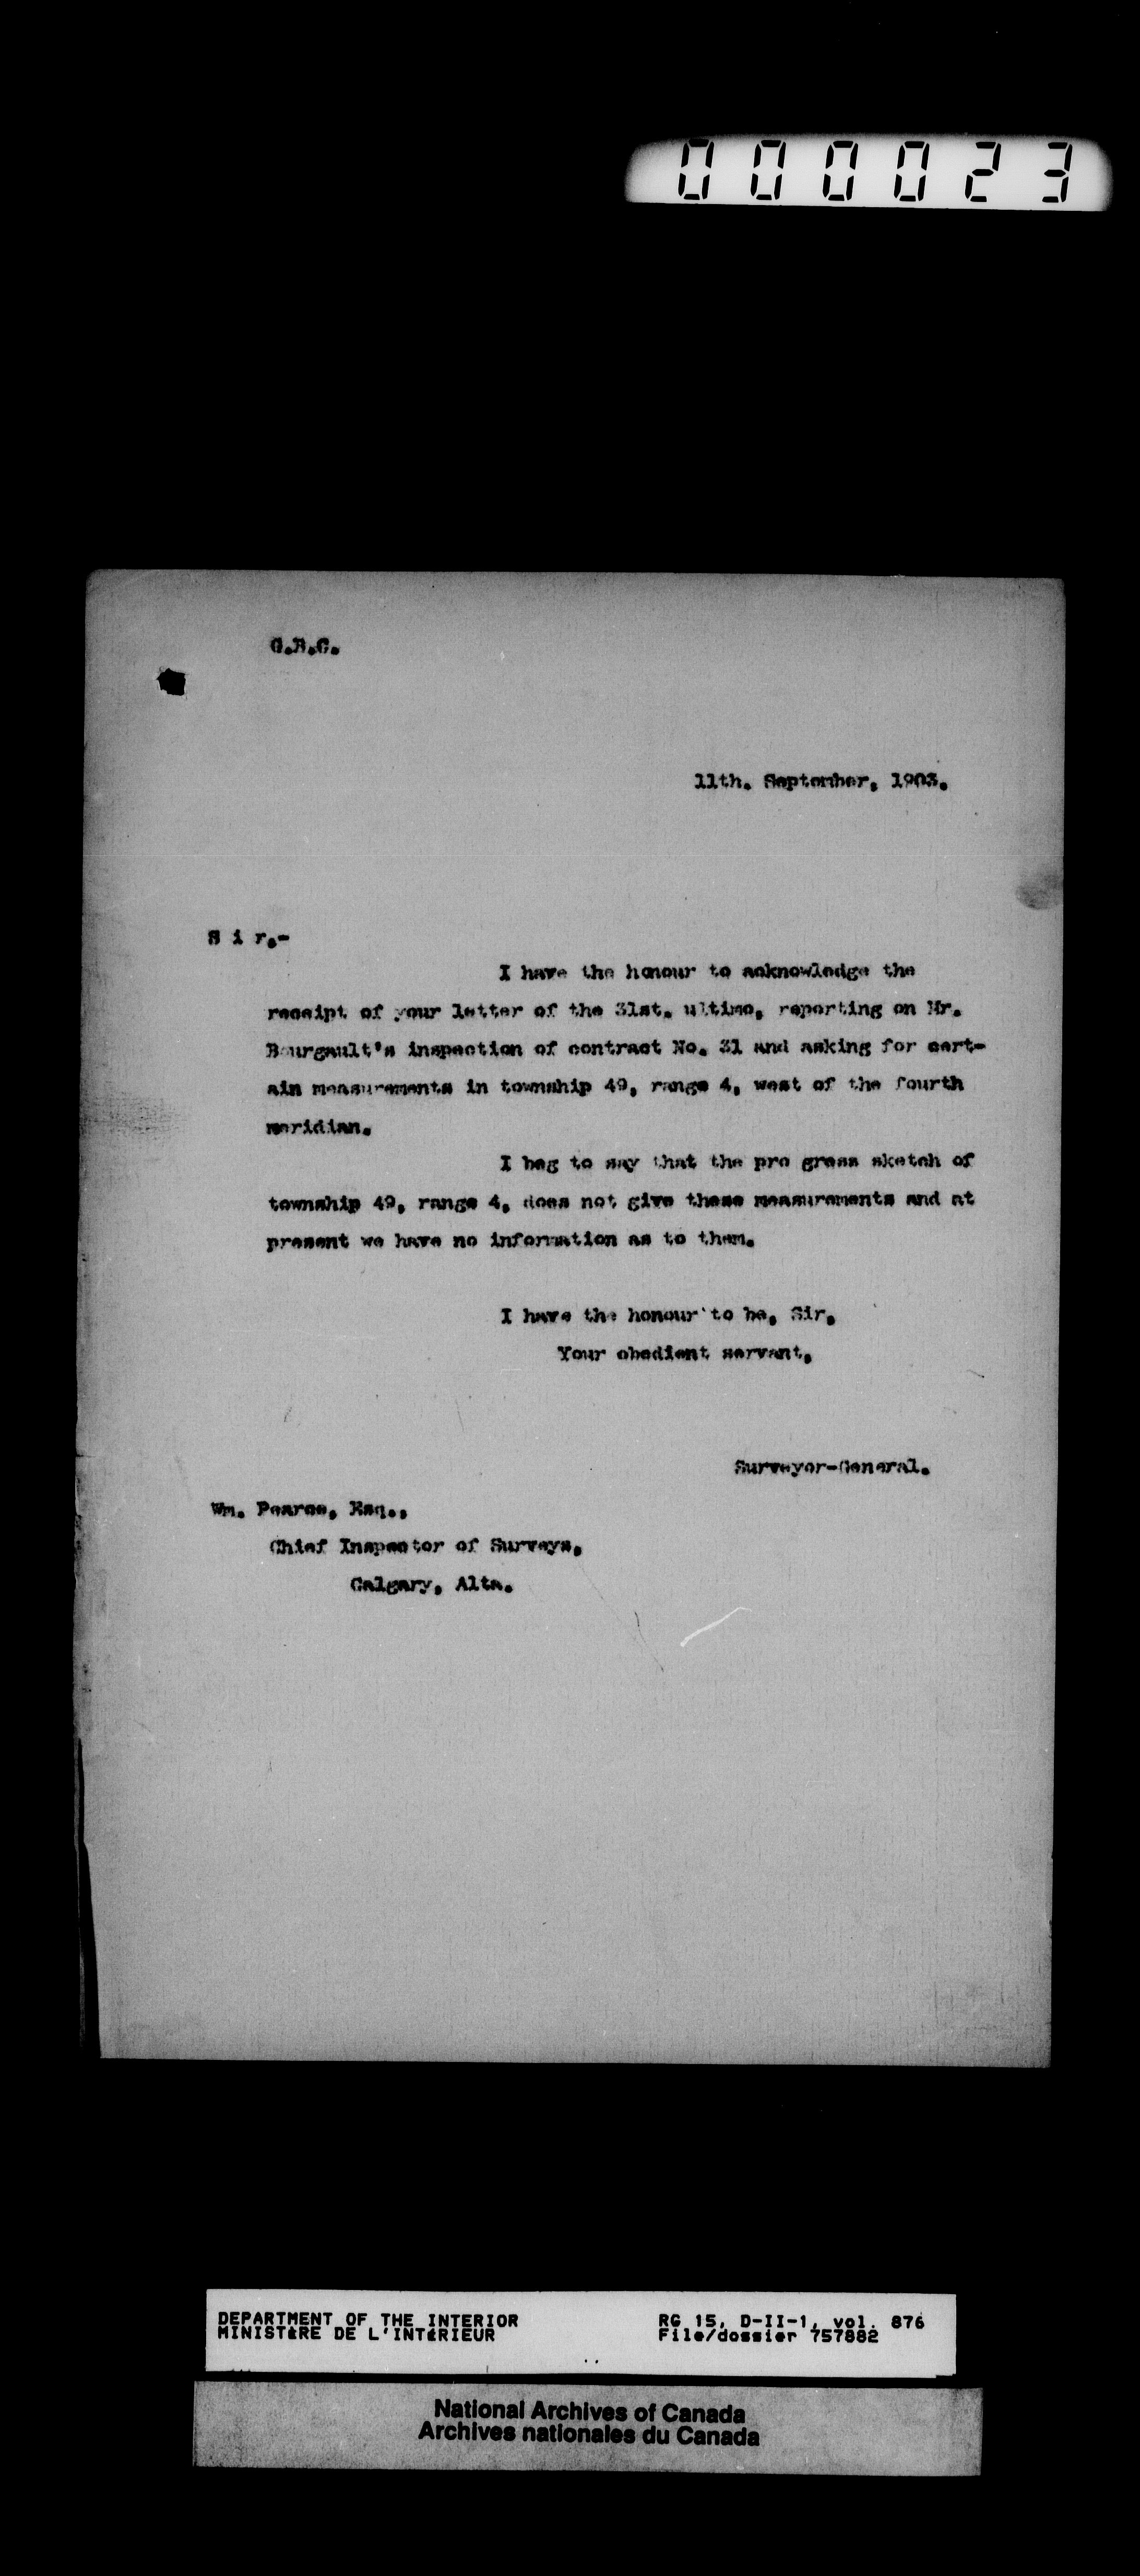 000023
G.B.C.
11th. September, 1903.
S i r,-
I have the honour to acknowledge the
receipt of your letter of the 31st. ultimo, reporting on Mr.
Bourgault's inspection of contract No. 31 and asking for cert-
ain measurements in township 49, range 4, west of the fourth
meridian.
I beg to say that the pro gress sketch of
township 49, range 4, does not give these measurements and at
present we have no information as to them.
I have the honour to be, Sir,
Your obedient servant,
Surveyor-General.
Wm. Pearce, Esq.,
Chief Inspector of Surveys,
Calgary, Alta.
DEPARTMENT OF THE INTERIOR RG 15, D-II-1, vol. 876
MINISTÈRE DE L'INTÉRIEUR File/dossier 757882
National Archives of Canada
Archives nationales du Canada